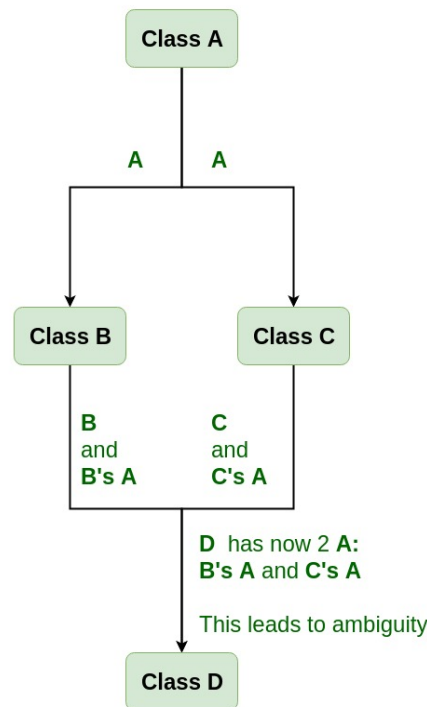 Class A
A A
Class B Class C
B
and
B's A
C
and
C's A
D has now 2 A:
B's A and C's A
This leads to ambiguity
Class D